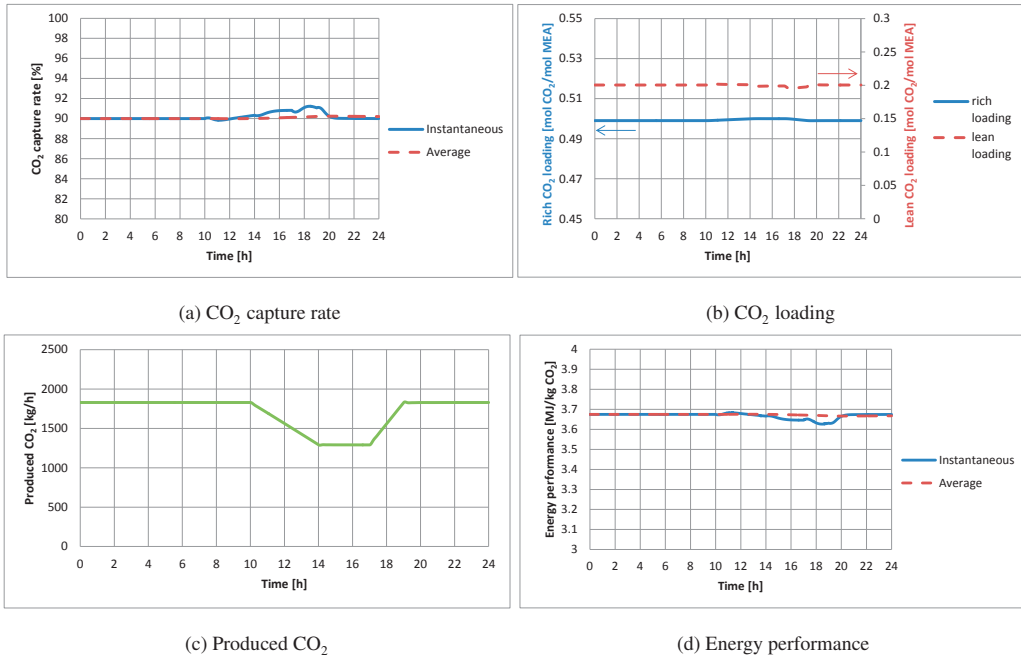 100
98
96
94
92
90
88
86
84
82
80
CO₂ capture rate [%]
0 2 4 6 8 10 12 14 16 18 20 22 24
Time [h]
Instantaneous
Average
(a) CO₂ capture rate
0.55
0.53
0.51
0.49
0.47
0.45
Rich CO₂ loading [mol CO₂/mol MEA]
0.3
0.25
0.2
0.15
0.1
0.05
0
Lean CO₂ loading [mol CO₂/mol MEA]
0 2 4 6 8 10 12 14 16 18 20 22 24
Time [h]
rich
loading
lean
loading
(b) CO₂ loading
2500
2000
1500
1000
500
0
Produced CO₂ [kg/h]
0 2 4 6 8 10 12 14 16 18 20 22 24
Time [h]
(c) Produced CO₂
4
3.9
3.8
3.7
3.6
3.5
3.4
3.3
3.2
3.1
3
Energy performance [MJ/kg CO₂]
0 2 4 6 8 10 12 14 16 18 20 22 24
Time [h]
Instantaneous
Average
(d) Energy performance